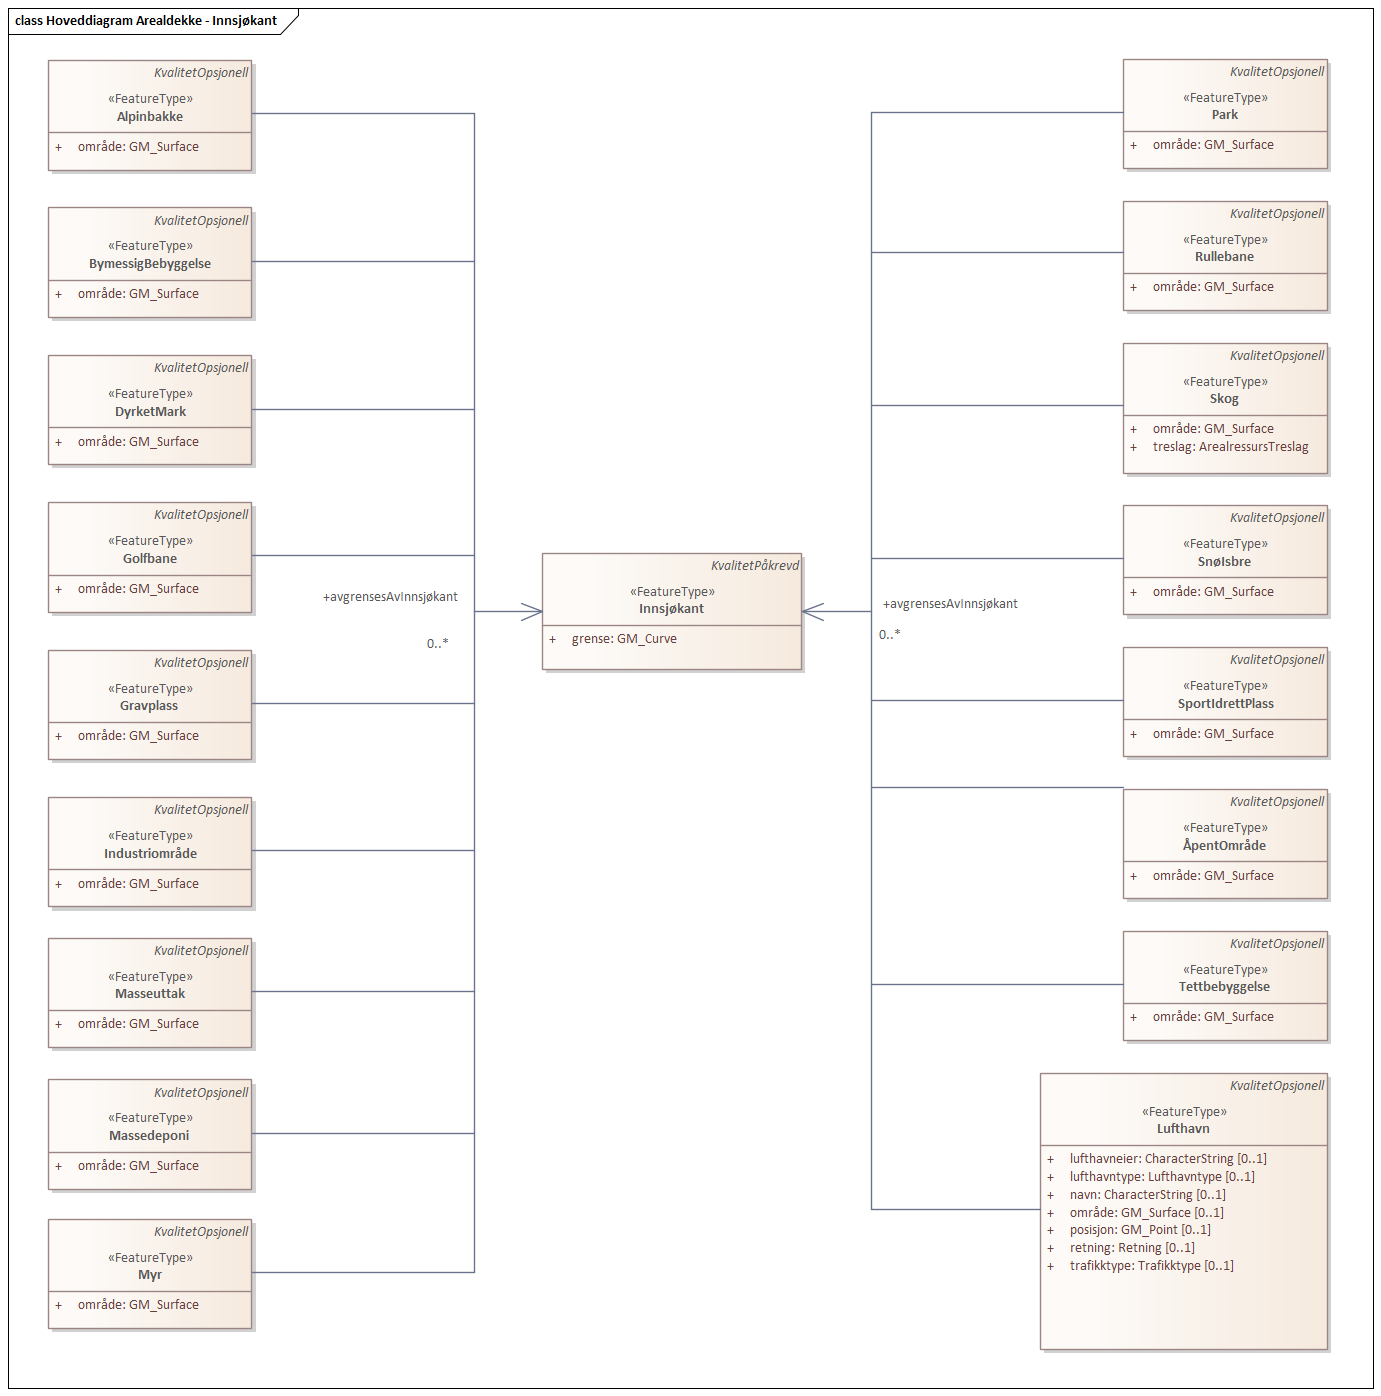 class Hoveddiagram Arealdekke - Innsjøkant
KvalitetOpsjonell
«FeatureType»
Alpinbakke
+ område: GM_Surface
KvalitetOpsjonell
«FeatureType»
BymessigBebyggelse
+ område: GM_Surface
KvalitetOpsjonell
«FeatureType»
DyrketMark
+ område: GM_Surface
KvalitetOpsjonell
«FeatureType»
Golfbane
+ område: GM_Surface
KvalitetOpsjonell
«FeatureType»
Gravplass
+ område: GM_Surface
KvalitetOpsjonell
«FeatureType»
Industriområde
+ område: GM_Surface
KvalitetOpsjonell
«FeatureType»
Masseuttak
+ område: GM_Surface
KvalitetOpsjonell
«FeatureType»
Massedeponi
+ område: GM_Surface
KvalitetOpsjonell
«FeatureType»
Myr
+ område: GM_Surface
+avgrensesAvInnsjøkant
0..*
KvalitetPåkrevd
«FeatureType»
Innsjøkant
+ grense: GM_Curve
+avgrensesAvInnsjøkant
0..*
KvalitetOpsjonell
«FeatureType»
Park
+ område: GM_Surface
KvalitetOpsjonell
«FeatureType»
Rullebane
+ område: GM_Surface
KvalitetOpsjonell
«FeatureType»
Skog
+ område: GM_Surface
+ treslag: ArealressursTreslag
KvalitetOpsjonell
«FeatureType»
SnøIsbre
+ område: GM_Surface
KvalitetOpsjonell
«FeatureType»
SportIdrettPlass
+ område: GM_Surface
KvalitetOpsjonell
«FeatureType»
ÅpentOmråde
+ område: GM_Surface
KvalitetOpsjonell
«FeatureType»
Tettbebyggelse
+ område: GM_Surface
KvalitetOpsjonell
«FeatureType»
Lufthavn
+ lufthavneier: CharacterString [0..1]
+ lufthavntype: Lufthavntype [0..1]
+ navn: CharacterString [0..1]
+ område: GM_Surface [0..1]
+ posisjon: GM_Point [0..1]
+ retning: Retning [0..1]
+ trafikktype: Trafikktype [0..1]